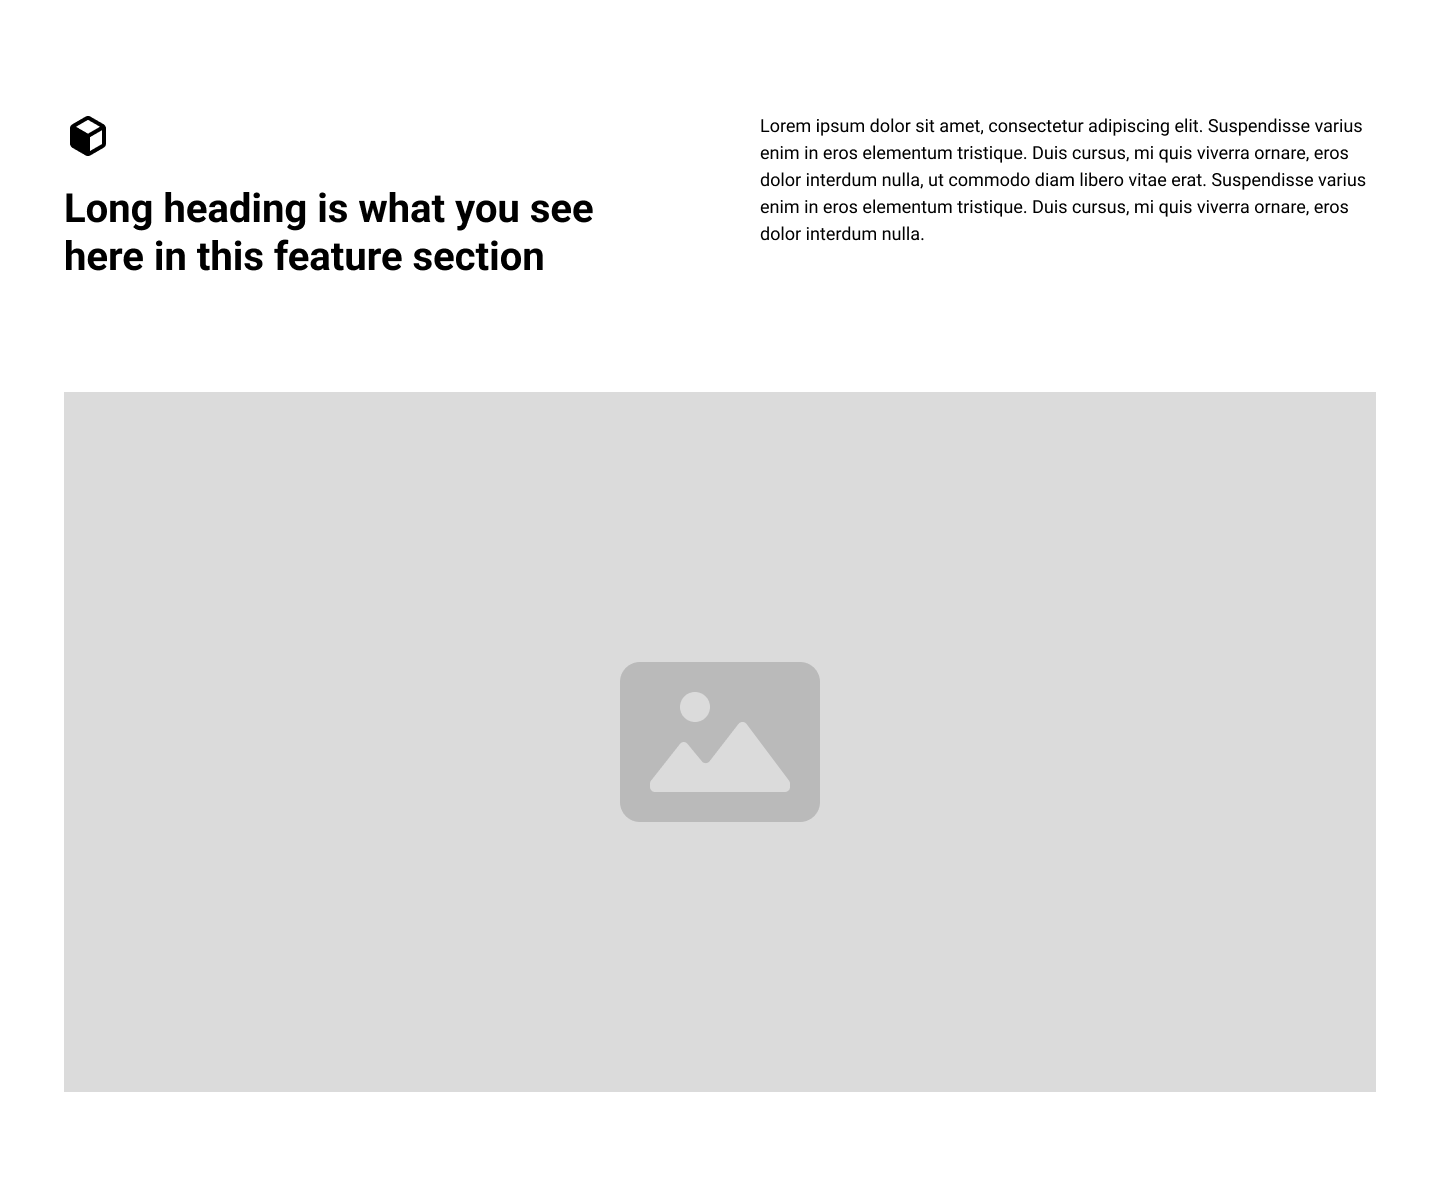 Long heading is what you see
here in this feature section
Lorem ipsum dolor sit amet, consectetur adipiscing elit. Suspendisse varius
enim in eros elementum tristique. Duis cursus, mi quis viverra ornare, eros
dolor interdum nulla, ut commodo diam libero vitae erat. Suspendisse varius
enim in eros elementum tristique. Duis cursus, mi quis viverra ornare, eros
dolor interdum nulla.